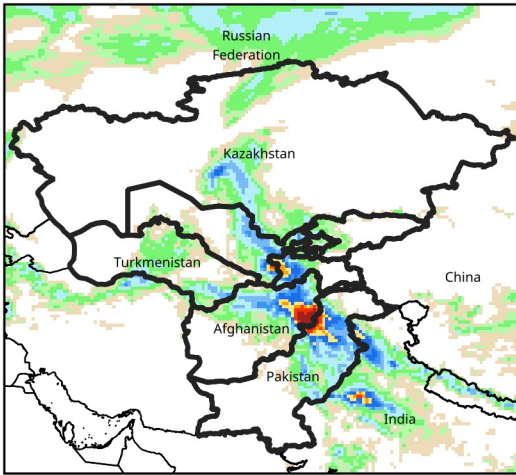 Russian
Federation
Kazakhstan
Turkmenistan
China
Afghanistan
Pakistan
India